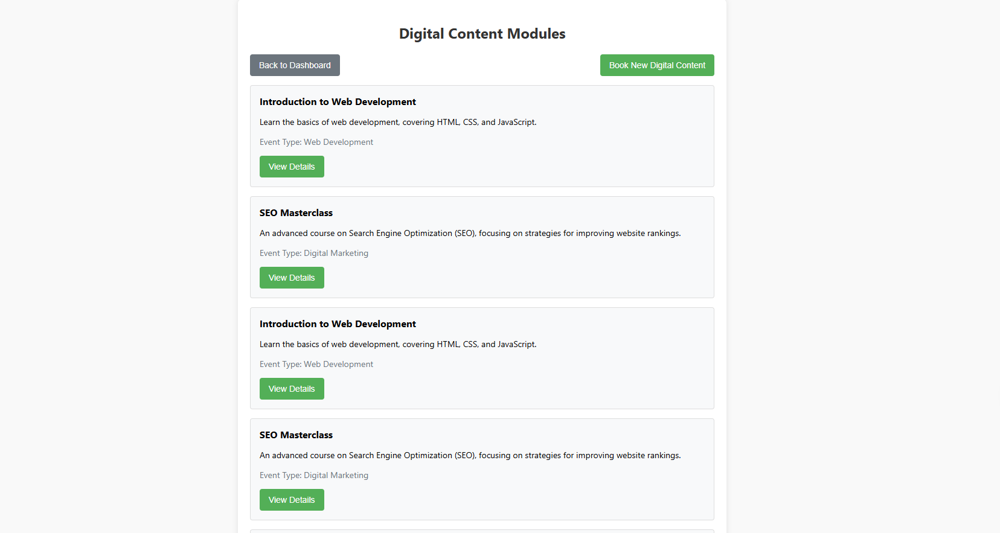 Digital Content Modules
Back to Dashboard
Book New Digital Content
Introduction to Web Development
Learn the basics of web development, covering HTML, CSS, and JavaScript.
Event Type: Web Development
View Details
SEO Masterclass
An advanced course on Search Engine Optimization (SEO), focusing on strategies for improving website rankings.
Event Type: Digital Marketing
View Details
Introduction to Web Development
Learn the basics of web development, covering HTML, CSS, and JavaScript.
Event Type: Web Development
View Details
SEO Masterclass
An advanced course on Search Engine Optimization (SEO), focusing on strategies for improving website rankings.
Event Type: Digital Marketing
View Details